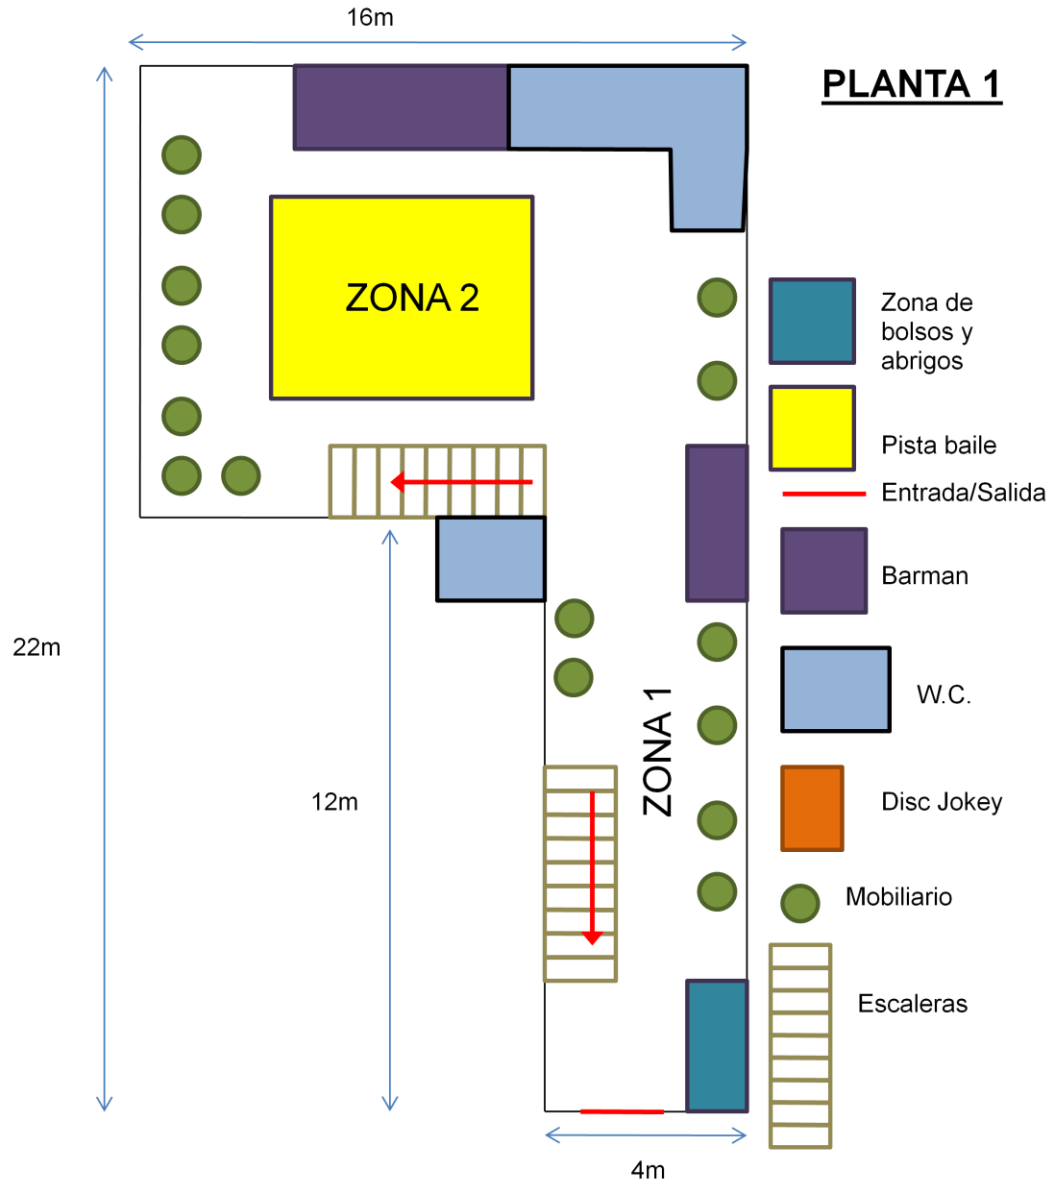 16m
PLANTA 1
ZONA 2
Zona de
bolsos y
abrigos
Pista baile
Entrada/Salida
Barman
22m
ZONA 1
W.C.
12m
Disc Jokey
Mobiliario
Escaleras
4m